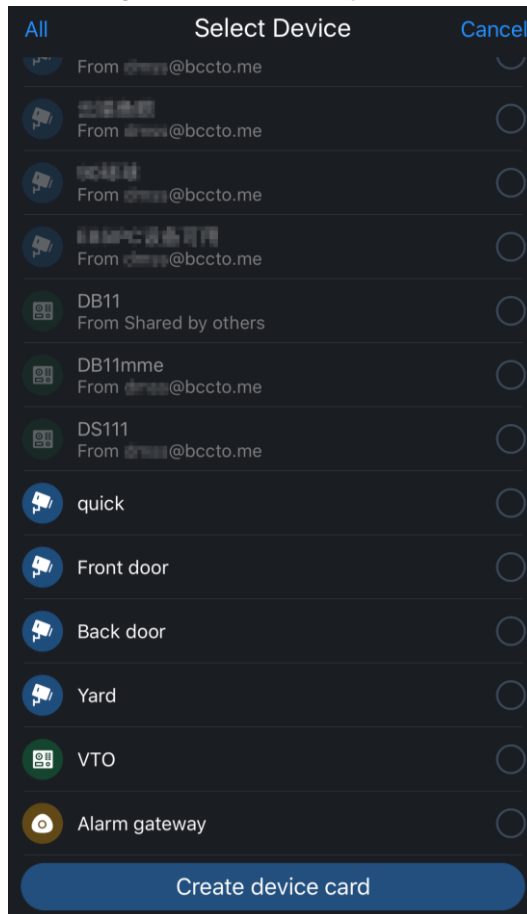 All
Select Device
Cancel
From @bccto.me
From @bccto.me
From @bccto.me
From @bccto.me
DB11
From Shared by others
DB11mme
From @bccto.me
DS111
From @bccto.me
quick
Front door
Back door
Yard
VTO
Alarm gateway
Create device card